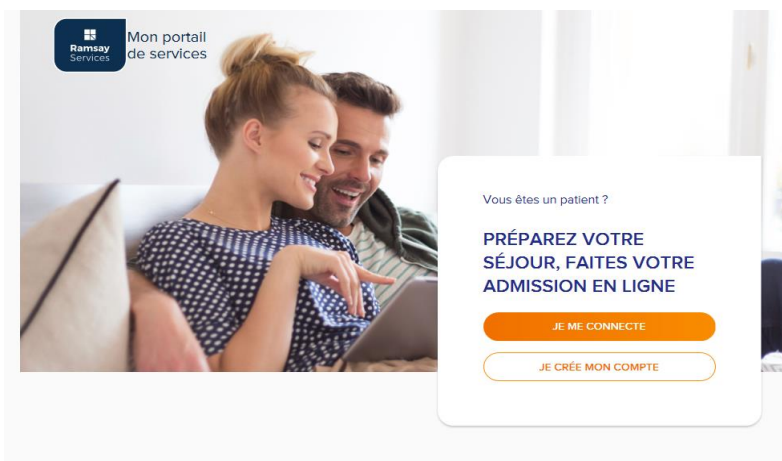 Ramsay
Services
Mon portail
de services
Vous êtes un patient ?
PRÉPAREZ VOTRE
SÉJOUR, FAITES VOTRE
ADMISSION EN LIGNE
JE ME CONNECTE
JE CRÉE MON COMPTE